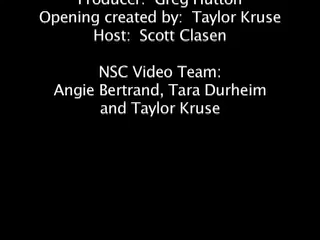 Producer:  Greg Hutton
Opening created by:  Taylor Kruse
Host:  Scott Clasen
NSC Video Team:
Angie Bertrand, Tara Durheim
and Taylor Kruse